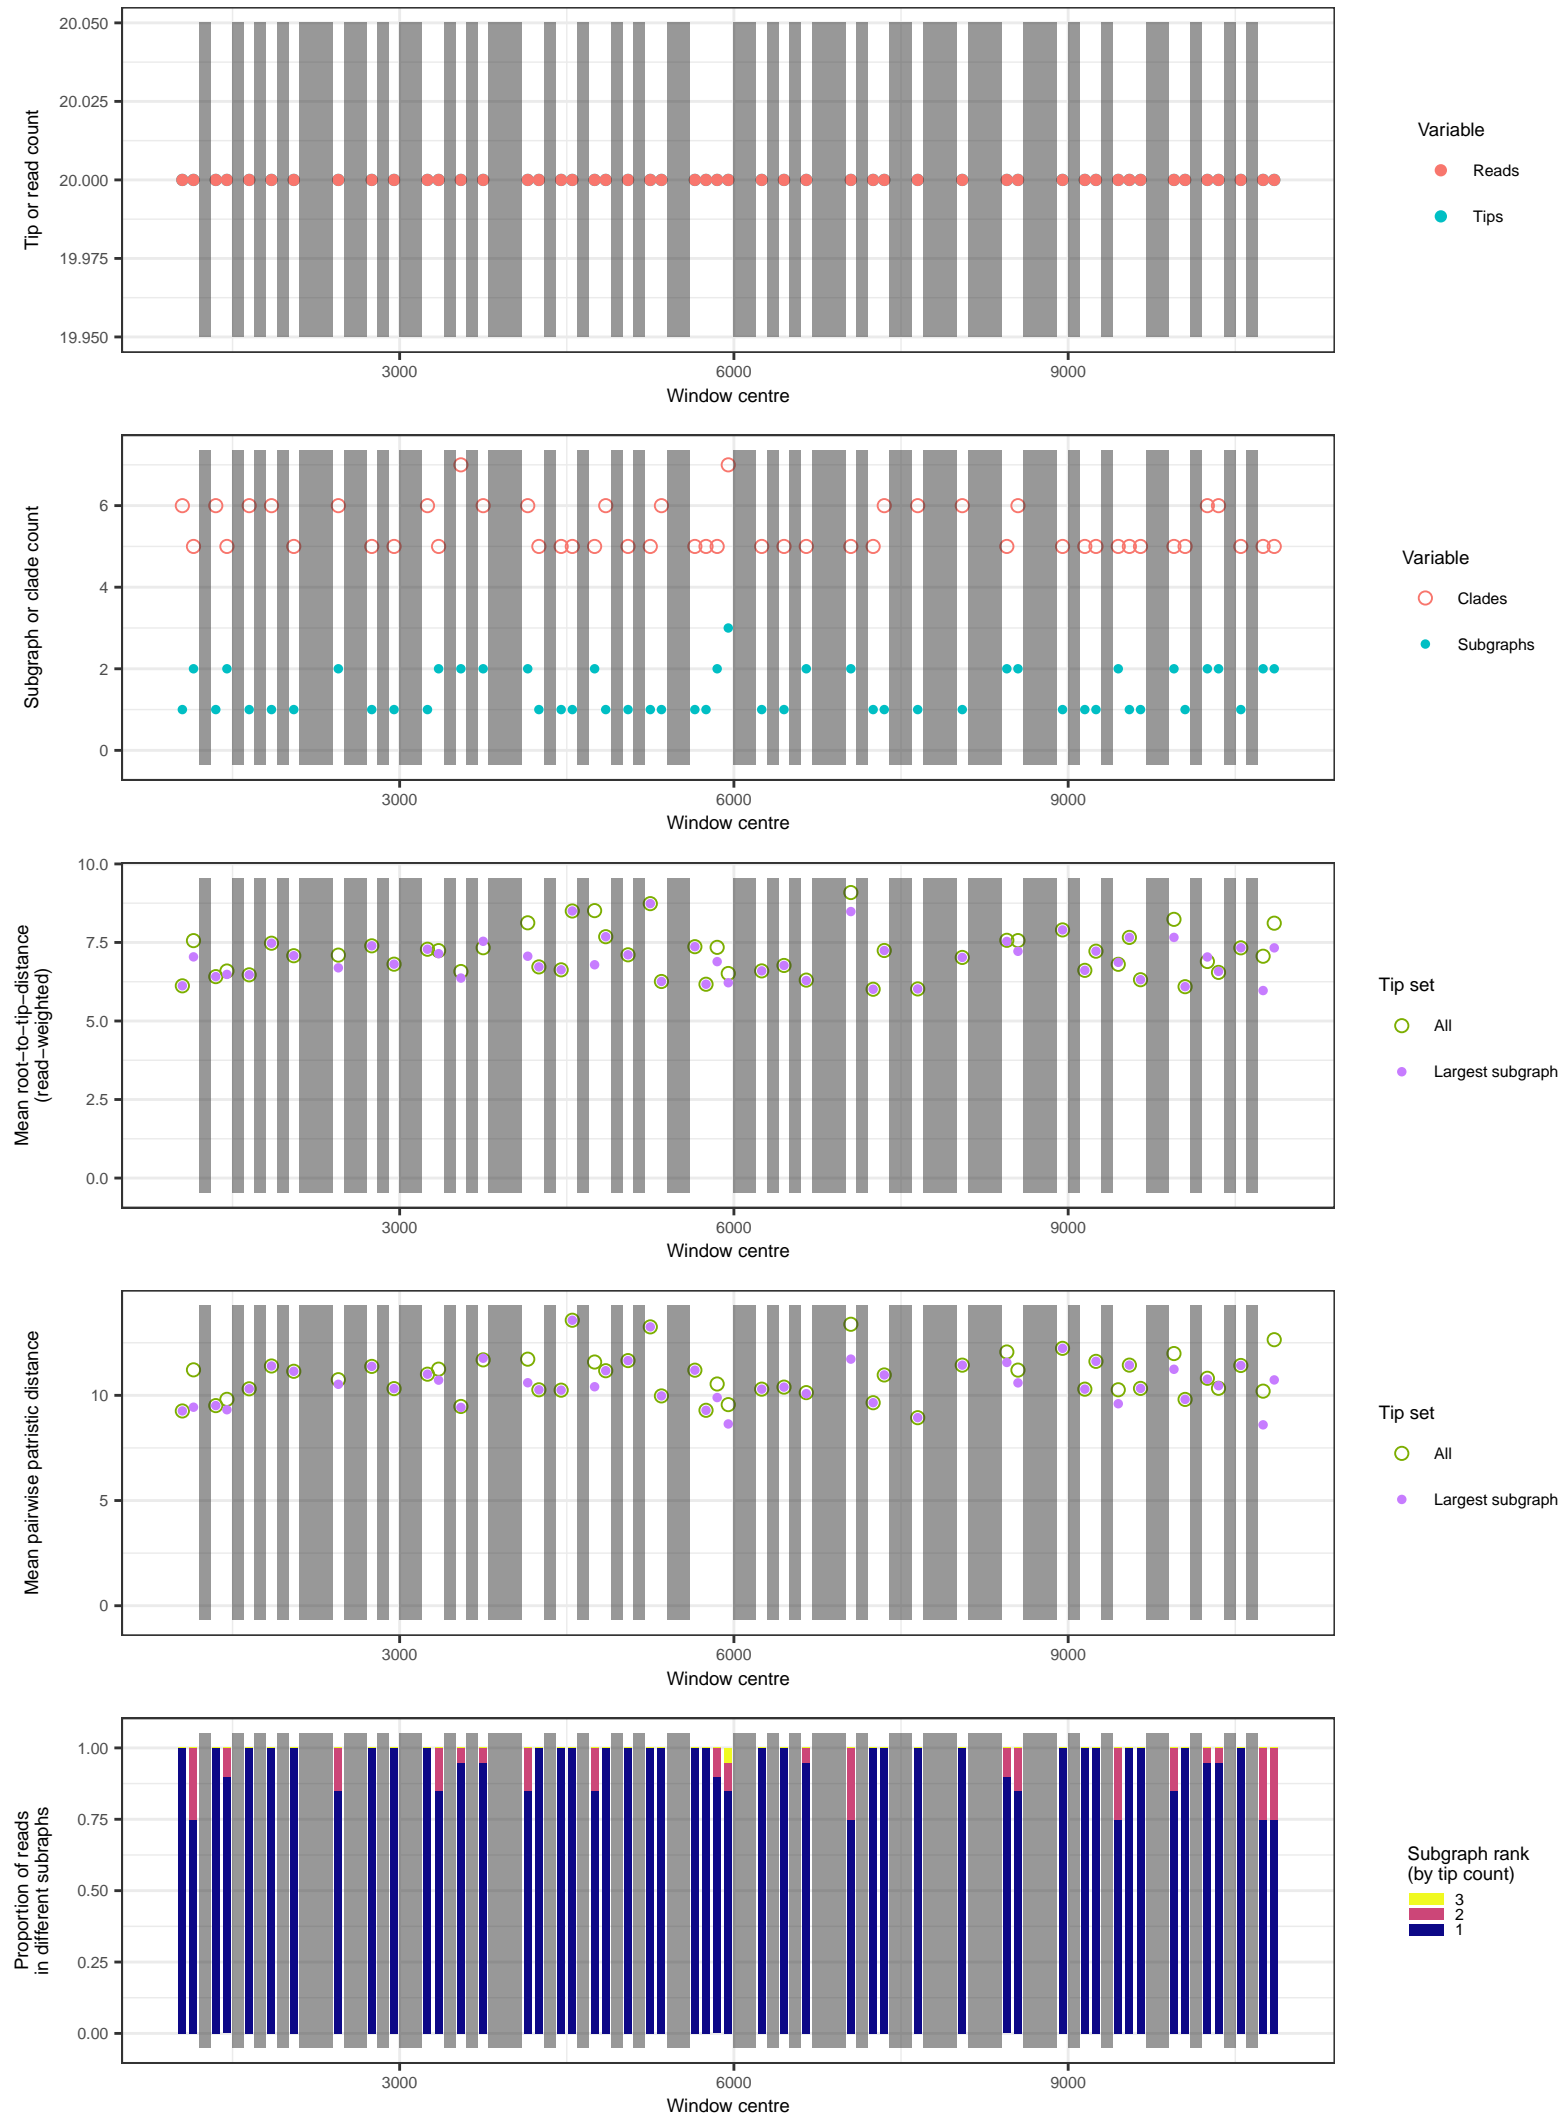 20.050
20.025
20.000
19.975
19.950
Tip or read count
3000
6000
9000
Window centre
Variable
Reads
Tips
6
4
2
0
Subgraph or clade count
3000
6000
9000
Window centre
Variable
Clades
Subgraphs
10.0
7.5
5.0
2.5
0.0
Mean root−to−tip−distance
(read−weighted)
3000
6000
9000
Window centre
Tip set
All
Largest subgraph
10
5
0
Mean pairwise patristic distance
3000
6000
9000
Window centre
Tip set
All
Largest subgraph
1.00
0.75
0.50
0.25
0.00
Proportion of reads
in different subraphs
3000
6000
9000
Window centre
Subgraph rank
(by tip count)
3
2
1